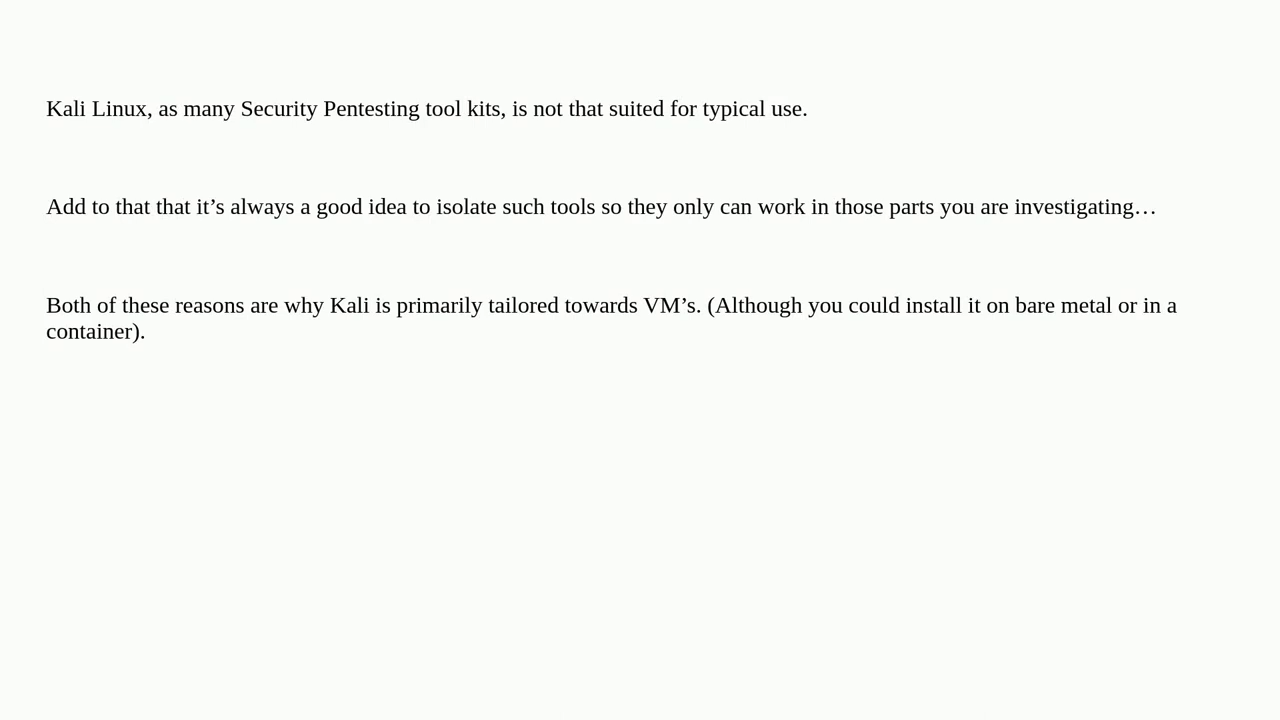 Kali Linux, as many Security Pentesting tool kits, is not that suited for typical use.
Add to that that it’s always a good idea to isolate such tools so they only can work in those parts you are investigating…
Both of these reasons are why Kali is primarily tailored towards VM’s. (Although you could install it on bare metal or in a
container).